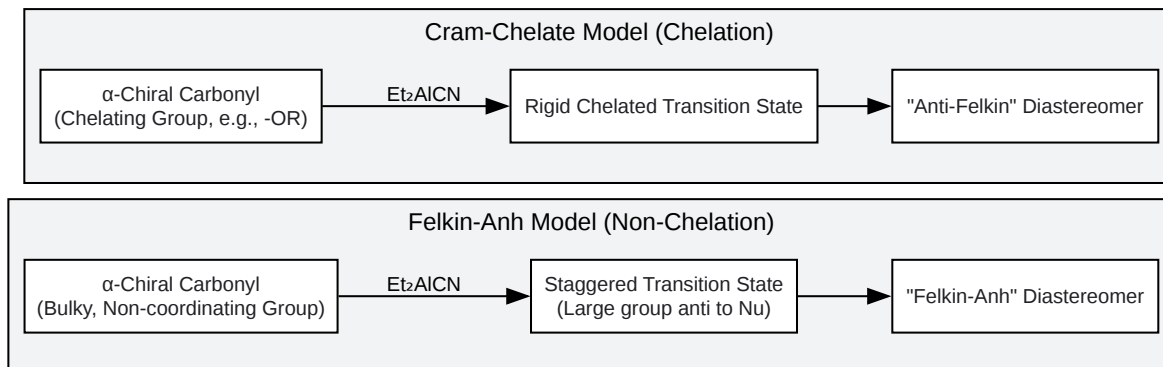 Cram-Chelate Model (Chelation)
α-Chiral Carbonyl
(Chelating Group, e.g., -OR)
Et₂AlCN
Rigid Chelated Transition State
"Anti-Felkin" Diastereomer
Felkin-Anh Model (Non-Chelation)
α-Chiral Carbonyl
(Bulky, Non-coordinating Group)
Et₂AlCN
Staggered Transition State
(Large group anti to Nu)
"Felkin-Anh" Diastereomer